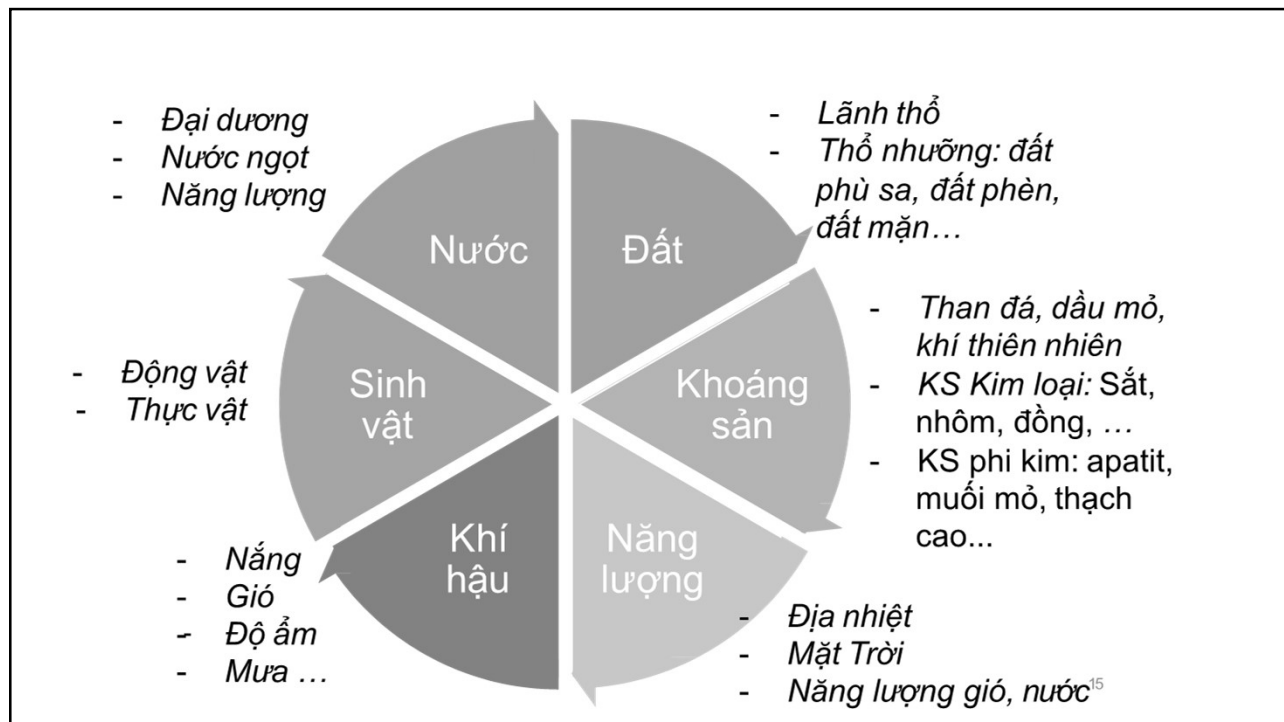 - Đại dương
- Nước ngọt
- Năng lượng
Nước
Đất
- Lãnh thổ
- Thổ nhưỡng: đất
phù sa, đất phèn,
đất mặn…
Khoáng
sản
- Than đá, dầu mỏ,
khí thiên nhiên
- KS Kim loại: Sắt,
nhôm, đồng, …
- KS phi kim: apatit,
muối mỏ, thạch
cao...
Năng
lượng
- Địa nhiệt
- Mặt Trời
- Năng lượng gió, nước
15
Khí
hậu
- Nắng
- Gió
- Độ ẩm
- Mưa …
Sinh
vật
- Động vật
- Thực vật